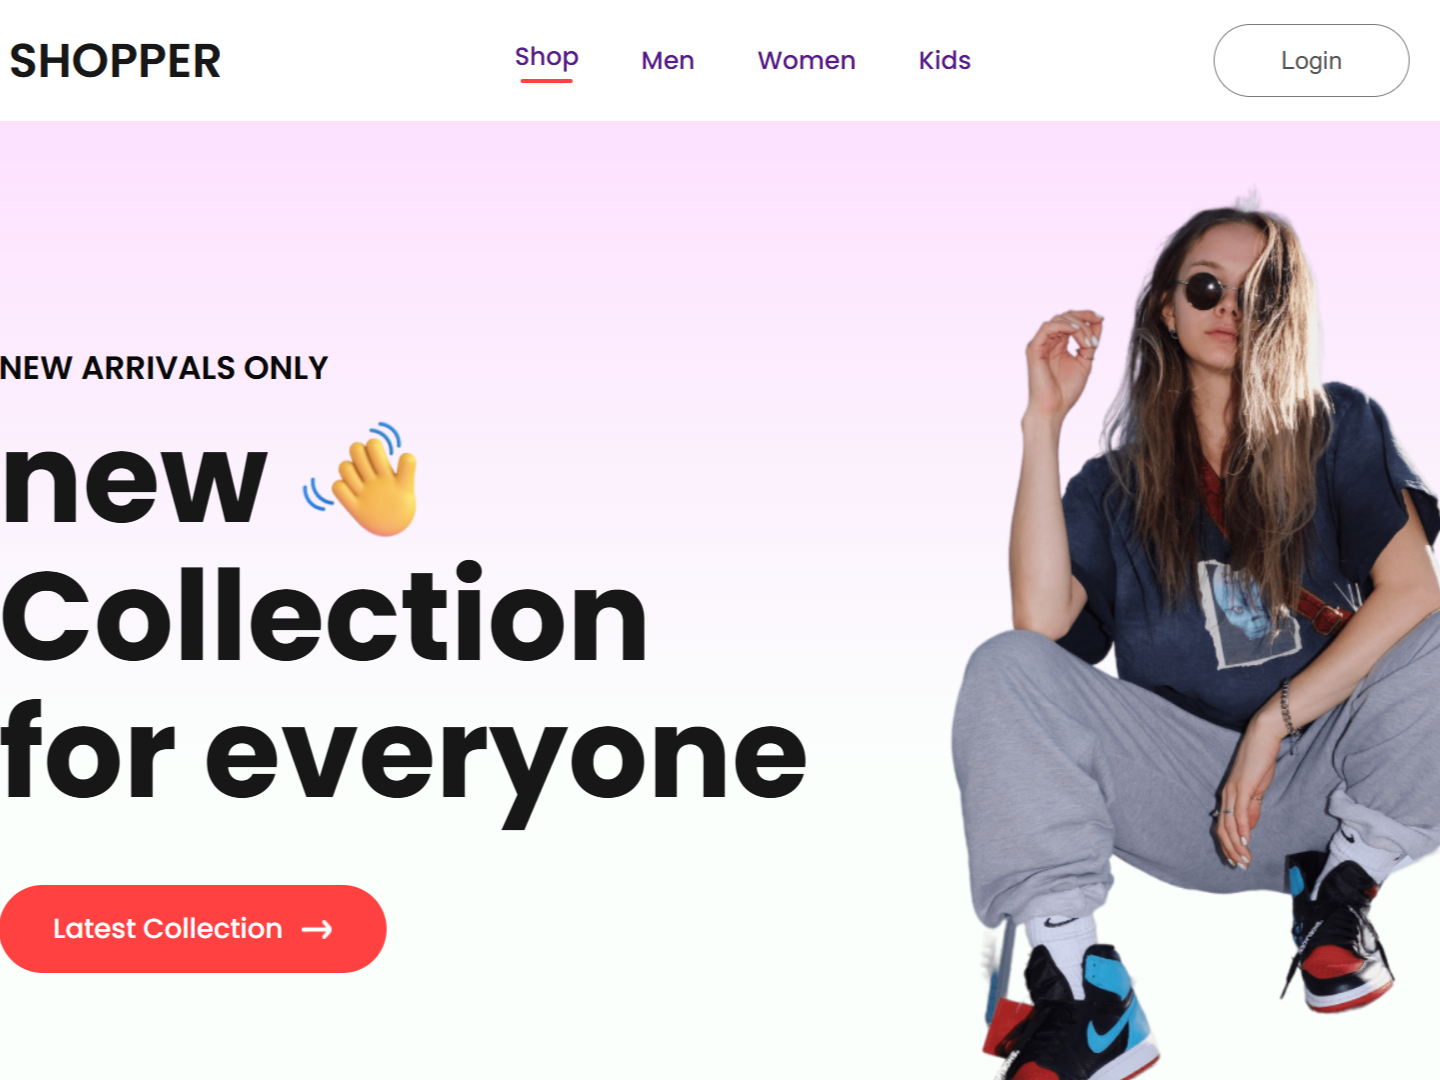 SHOPPER
Shop
Men
Women
Kids
Login
NEW ARRIVALS ONLY
new
Collection
for everyone
Latest Collection